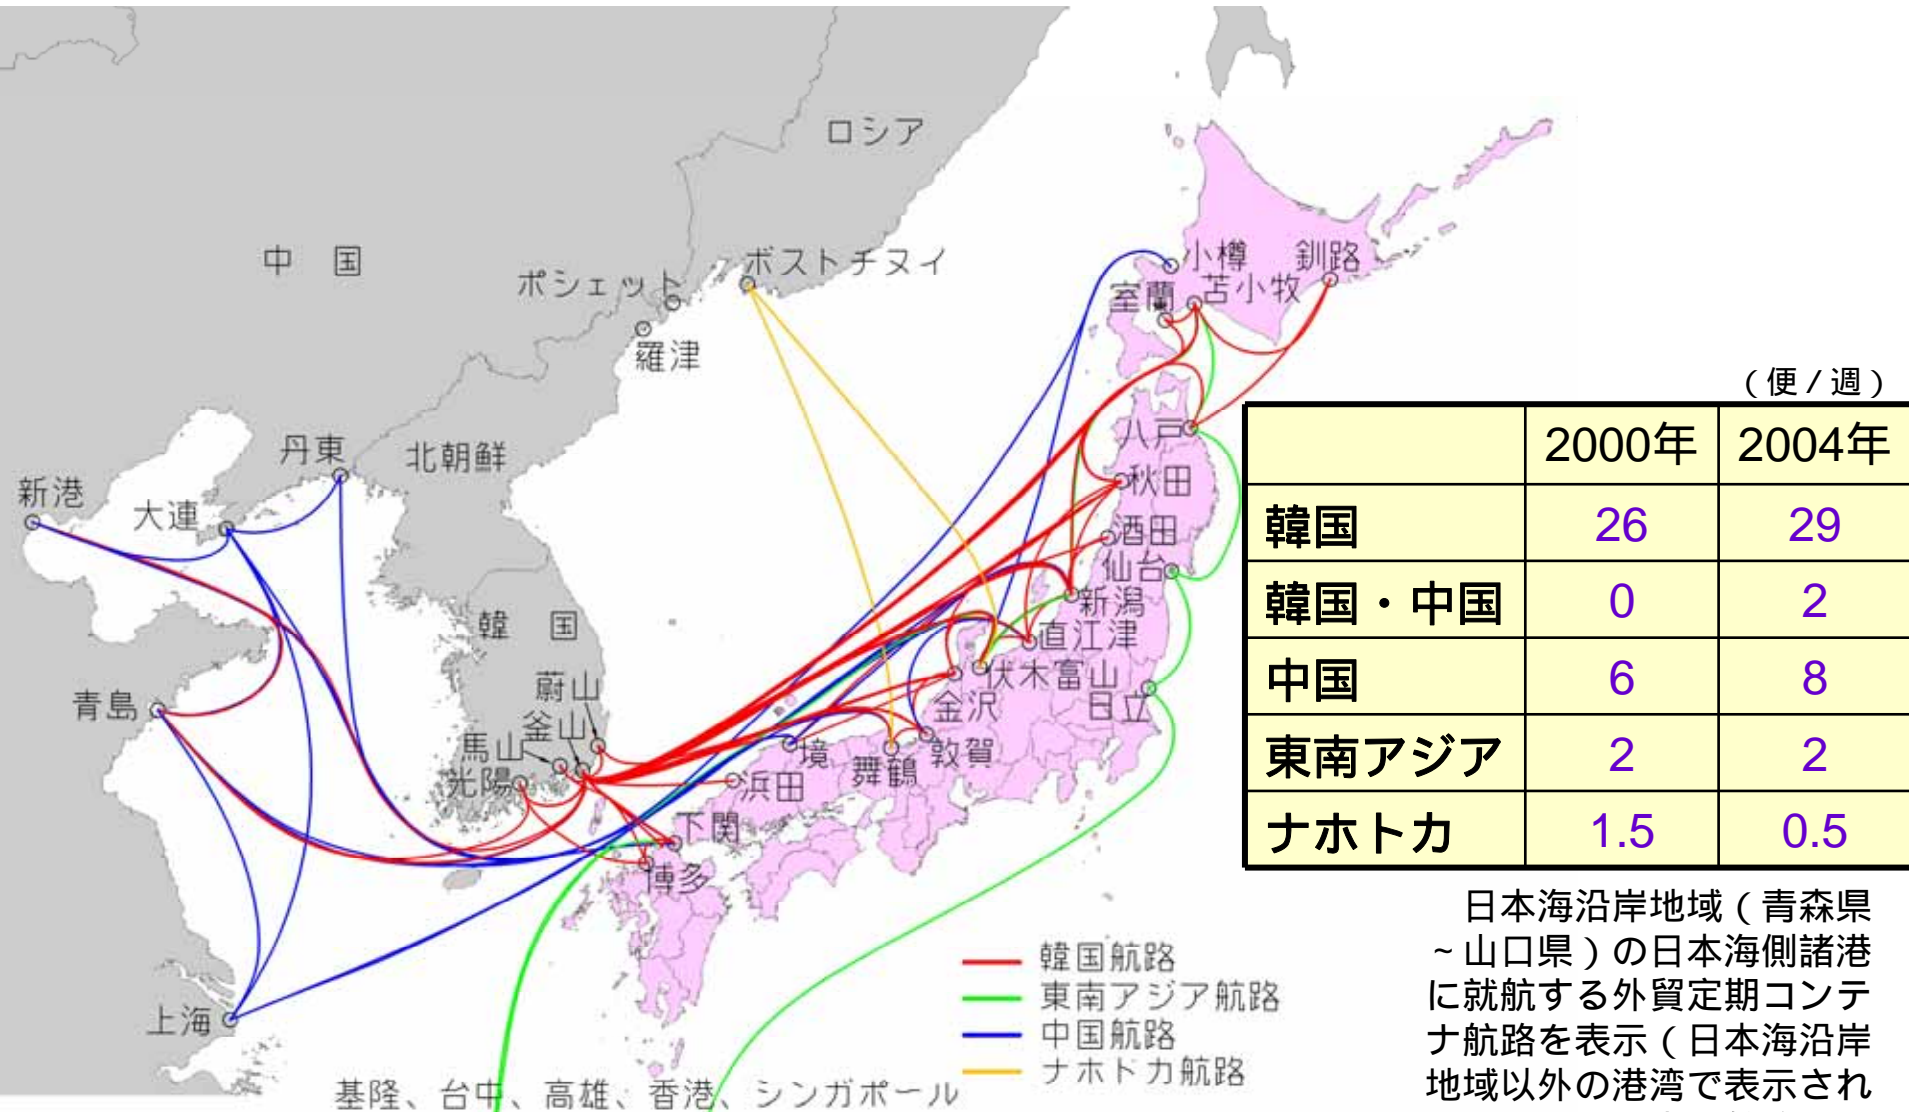 ロシア
中　国
ポシェット
ボストチヌイ
羅津
小樽
釧路
室蘭
苫小牧
丹東
北朝鮮
新港
大連
八戸
秋田
酒田
仙台
新潟
韓　国
直江津
伏木富山
青島
蔚山
釜山
金沢
日立
馬山
光陽
境
舞鶴
敦賀
浜田
下関
博多
上海
基隆、台中、高雄、香港、シンガポール
韓国航路
東南アジア航路
中国航路
ナホトカ航路
（便/週）
2000年 2004年
韓国 26 29
韓国・中国 0 2
中国 6 8
東南アジア 2 2
ナホトカ 1.5 0.5
日本海沿岸地域（青森県
～山口県）の日本海側諸港
に就航する外貿定期コンテ
ナ航路を表示（日本海沿岸
地域以外の港湾で表示され